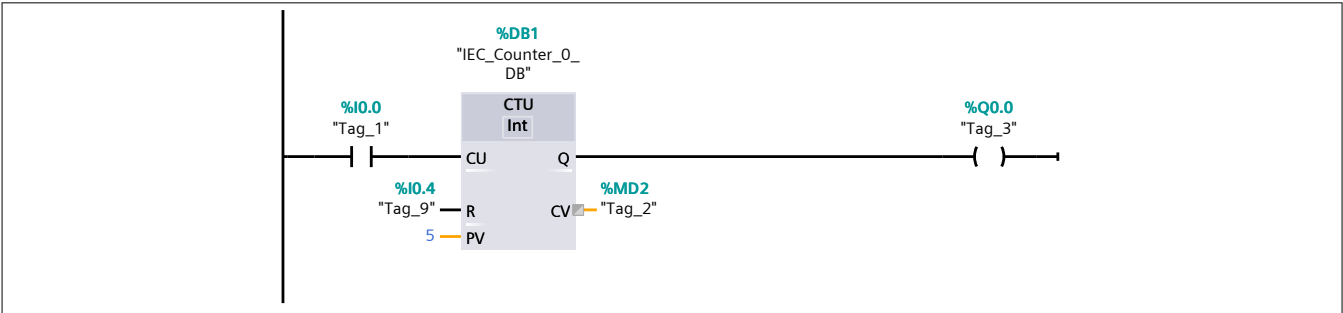 %DB1
"IEC_Counter_0_
DB"
CTU
Int
%I0.0
"Tag_1"
%Q0.0
"Tag_3"
CU
Q
%I0.4
"Tag_9"
R
CV
%MD2
"Tag_2"
5
PV